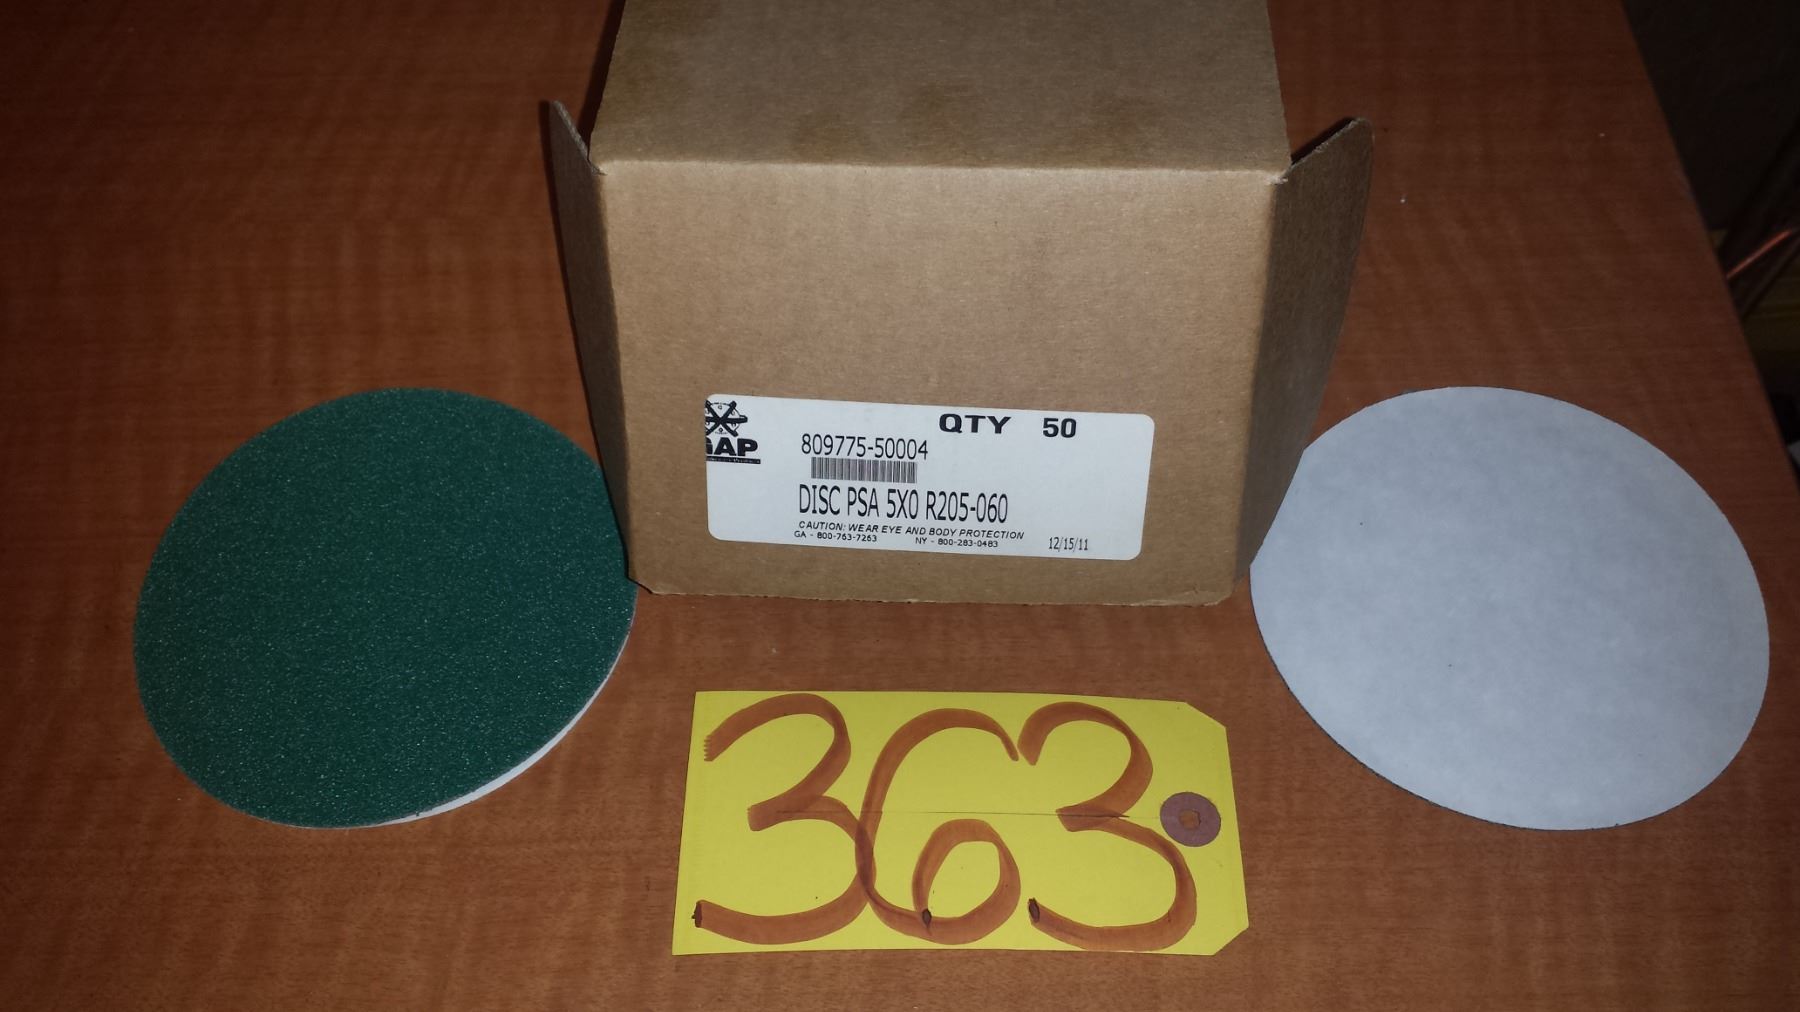 QTY 50
GAP
809775-50004
DISC PSA 5X0 R205-060
CAUTION: WEAR EYE AND BODY PROTECTION
GA - 800-763-7263 NY - 800-283-0483 12/15/11
363